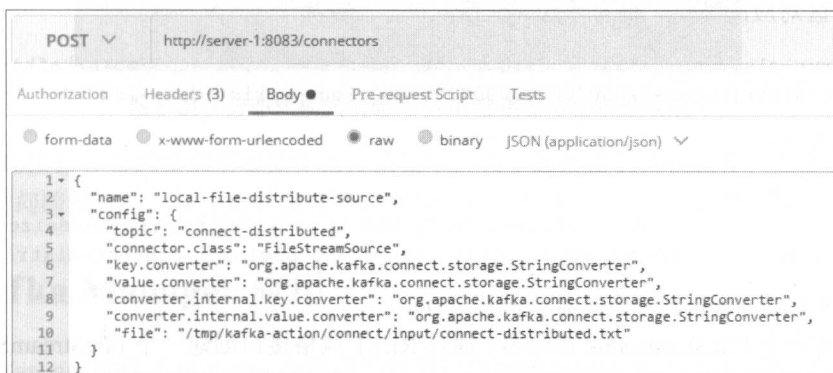 POST http://server-1:8083/connectors
Authorization Headers (3) Body Pre-request Script Tests
form-data x-www-form-urlencoded raw binary JSON (application/json)
1 {
2 "name": "local-file-distribute-source",
3 "config": {
4 "topic": "connect-distributed",
5 "connector.class": "FileStreamSource",
6 "key.converter": "org.apache.kafka.connect.storage.StringConverter",
7 "value.converter": "org.apache.kafka.connect.storage.StringConverter",
8 "converter.internal.key.converter": "org.apache.kafka.connect.storage.StringConverter",
9 "converter.internal.value.converter": "org.apache.kafka.connect.storage.StringConverter",
10 "file": "/tmp/kafka-action/connect/input/connect-distributed.txt"
11 }
12 }